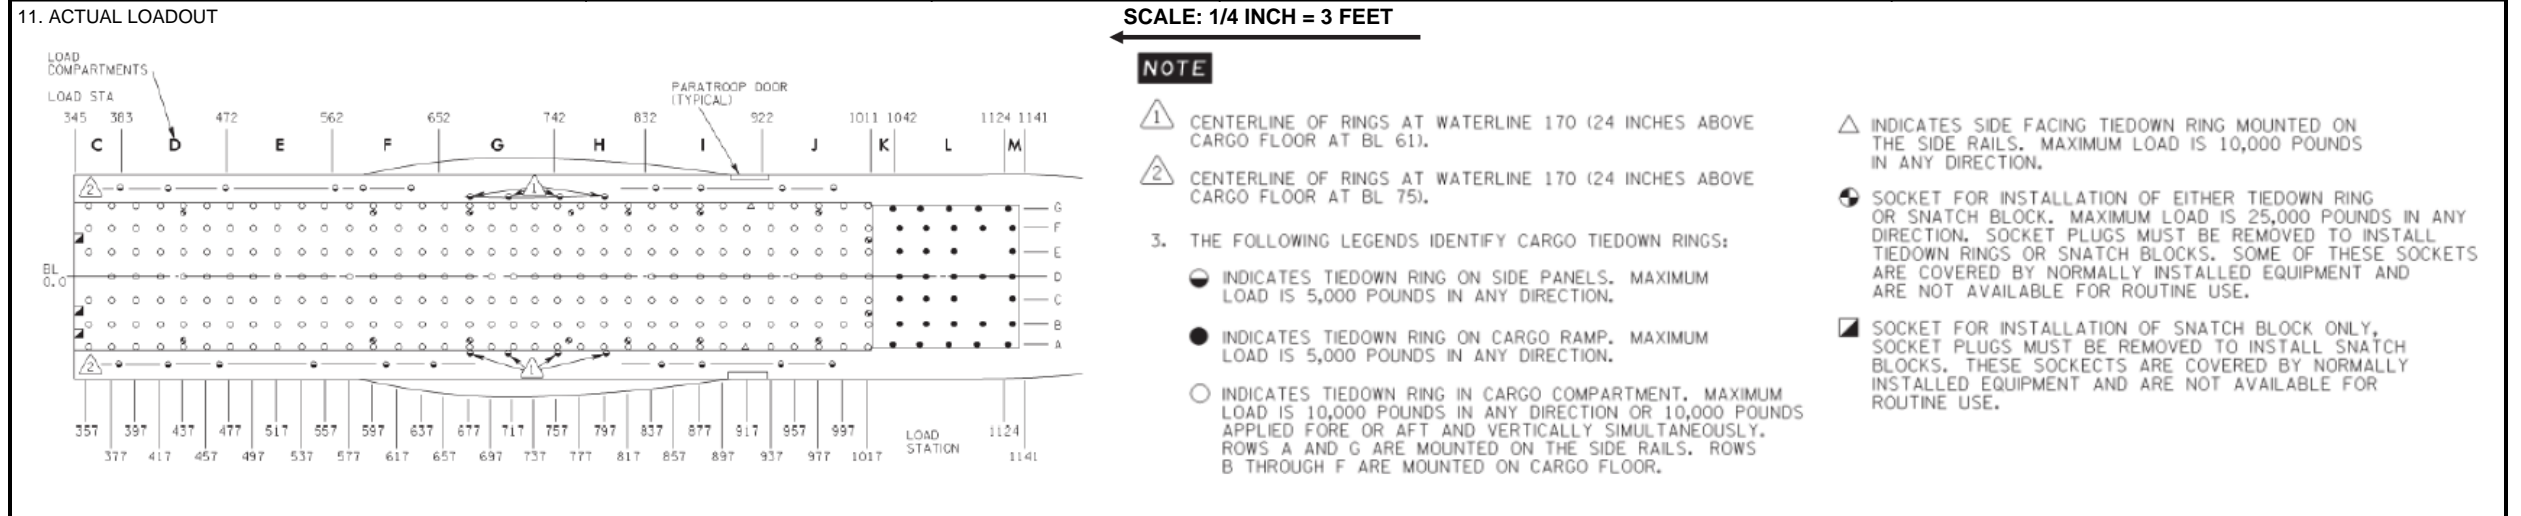 11. ACTUAL LOADOUT
SCALE: 1/4 INCH = 3 FEET
LOAD
COMPARTMENTS
LOAD STA
PARATROOP DOOR
(TYPICAL)
345 383 472 562 652 742 832 922 1011 1042 1124 1141
C D E F G H I J K L M
2 1
G
F
E
BL
0.0
D
C
B
A
2 1
357 397 437 477 517 557 597 637 677 717 757 797 837 877 917 957 997 1124
377 417 457 497 537 577 617 657 697 737 777 817 857 897 937 977 1017 1141
LOAD
STATION
NOTE
1 CENTERLINE OF RINGS AT WATERLINE 170 (24 INCHES ABOVE
CARGO FLOOR AT BL 61).
2 CENTERLINE OF RINGS AT WATERLINE 170 (24 INCHES ABOVE
CARGO FLOOR AT BL 75).
3. THE FOLLOWING LEGENDS IDENTIFY CARGO TIEDOWN RINGS:
INDICATES TIEDOWN RING ON SIDE PANELS. MAXIMUM
LOAD IS 5,000 POUNDS IN ANY DIRECTION.
INDICATES TIEDOWN RING ON CARGO RAMP. MAXIMUM
LOAD IS 5,000 POUNDS IN ANY DIRECTION.
INDICATES TIEDOWN RING IN CARGO COMPARTMENT. MAXIMUM
LOAD IS 10,000 POUNDS IN ANY DIRECTION OR 10,000 POUNDS
APPLIED FORE OR AFT AND VERTICALLY SIMULTANEOUSLY.
ROWS A AND G ARE MOUNTED ON THE SIDE RAILS. ROWS
B THROUGH F ARE MOUNTED ON CARGO FLOOR.
INDICATES SIDE FACING TIEDOWN RING MOUNTED ON
THE SIDE RAILS. MAXIMUM LOAD IS 10,000 POUNDS
IN ANY DIRECTION.
SOCKET FOR INSTALLATION OF EITHER TIEDOWN RING
OR SNATCH BLOCK. MAXIMUM LOAD IS 25,000 POUNDS IN ANY
DIRECTION. SOCKET PLUGS MUST BE REMOVED TO INSTALL
TIEDOWN RINGS OR SNATCH BLOCKS. SOME OF THESE SOCKETS
ARE COVERED BY NORMALLY INSTALLED EQUIPMENT AND
ARE NOT AVAILABLE FOR ROUTINE USE.
SOCKET FOR INSTALLATION OF SNATCH BLOCK ONLY,
SOCKET PLUGS MUST BE REMOVED TO INSTALL SNATCH
BLOCKS. THESE SOCKECTS ARE COVERED BY NORMALLY
INSTALLED EQUIPMENT AND ARE NOT AVAILABLE FOR
ROUTINE USE.